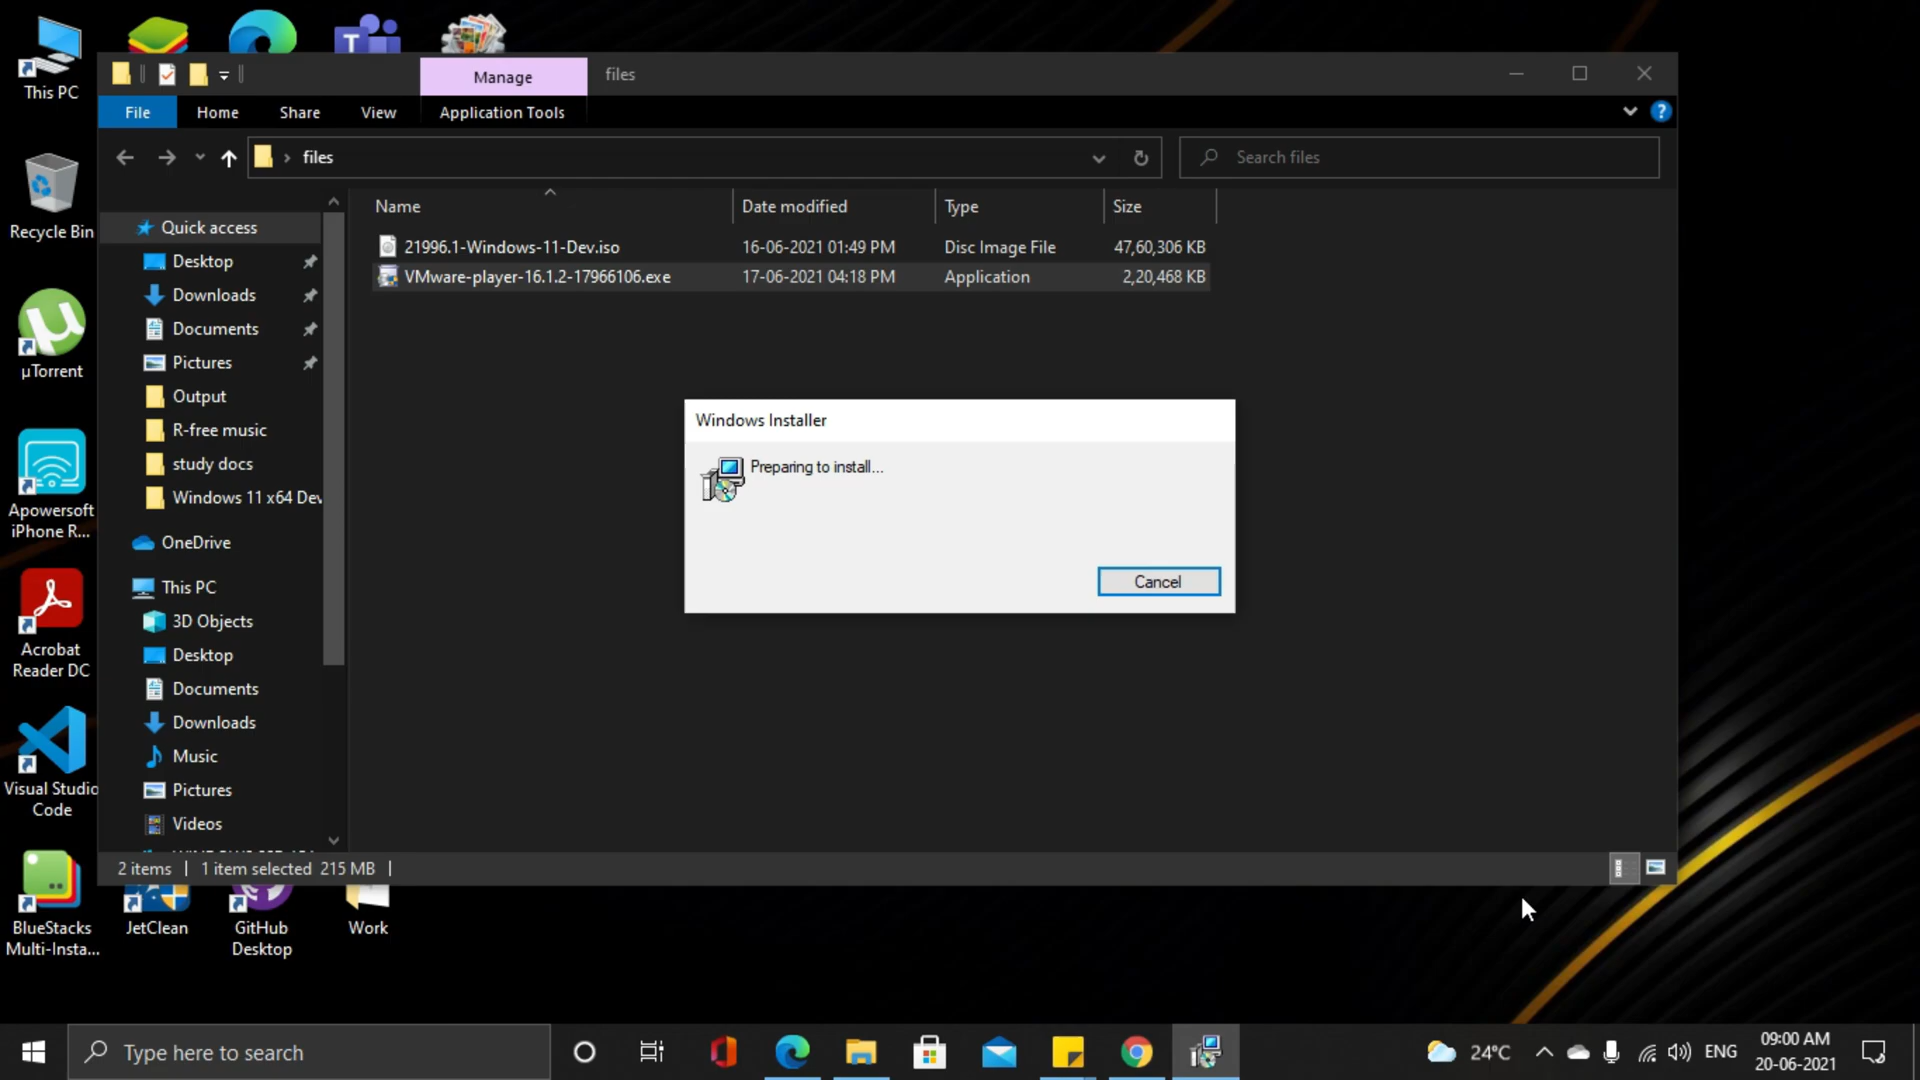 This PC
Recycle Bin
µTorrent
Apowersoft
iPhone R...
Acrobat
Reader DC
Visual Studio
Code
BlueStacks
Multi-Insta...
JetClean
GitHub
Desktop
Work
Manage
files
File
Home
Share
View
Application Tools
files
Search files
Quick access
Desktop
Downloads
Documents
Pictures
Output
R-free music
study docs
Windows 11 x64 Dev
OneDrive
This PC
3D Objects
Desktop
Documents
Downloads
Music
Pictures
Videos
Name Date modified Type Size
21996.1-Windows-11-Dev.iso 16-06-2021 01:49 PM Disc Image File 47,60,306 KB
VMware-player-16.1.2-17966106.exe 17-06-2021 04:18 PM Application 2,20,468 KB
Windows Installer
Preparing to install...
Cancel
2 items 1 item selected 215 MB
Type here to search
24°C
ENG
09:00 AM
20-06-2021